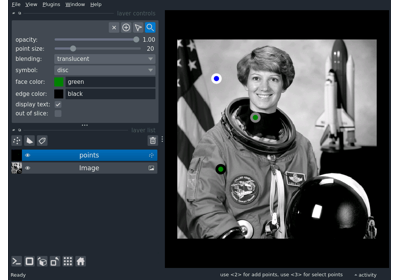 File View Plugins Window Help
layer controls
opacity: 1.00
point size: 20
blending: translucent
symbol: disc
face color: green
edge color: black
display text:
out of slice:
layer list
points
Image
Ready
use <2> for add points, use <3> for select points
activity